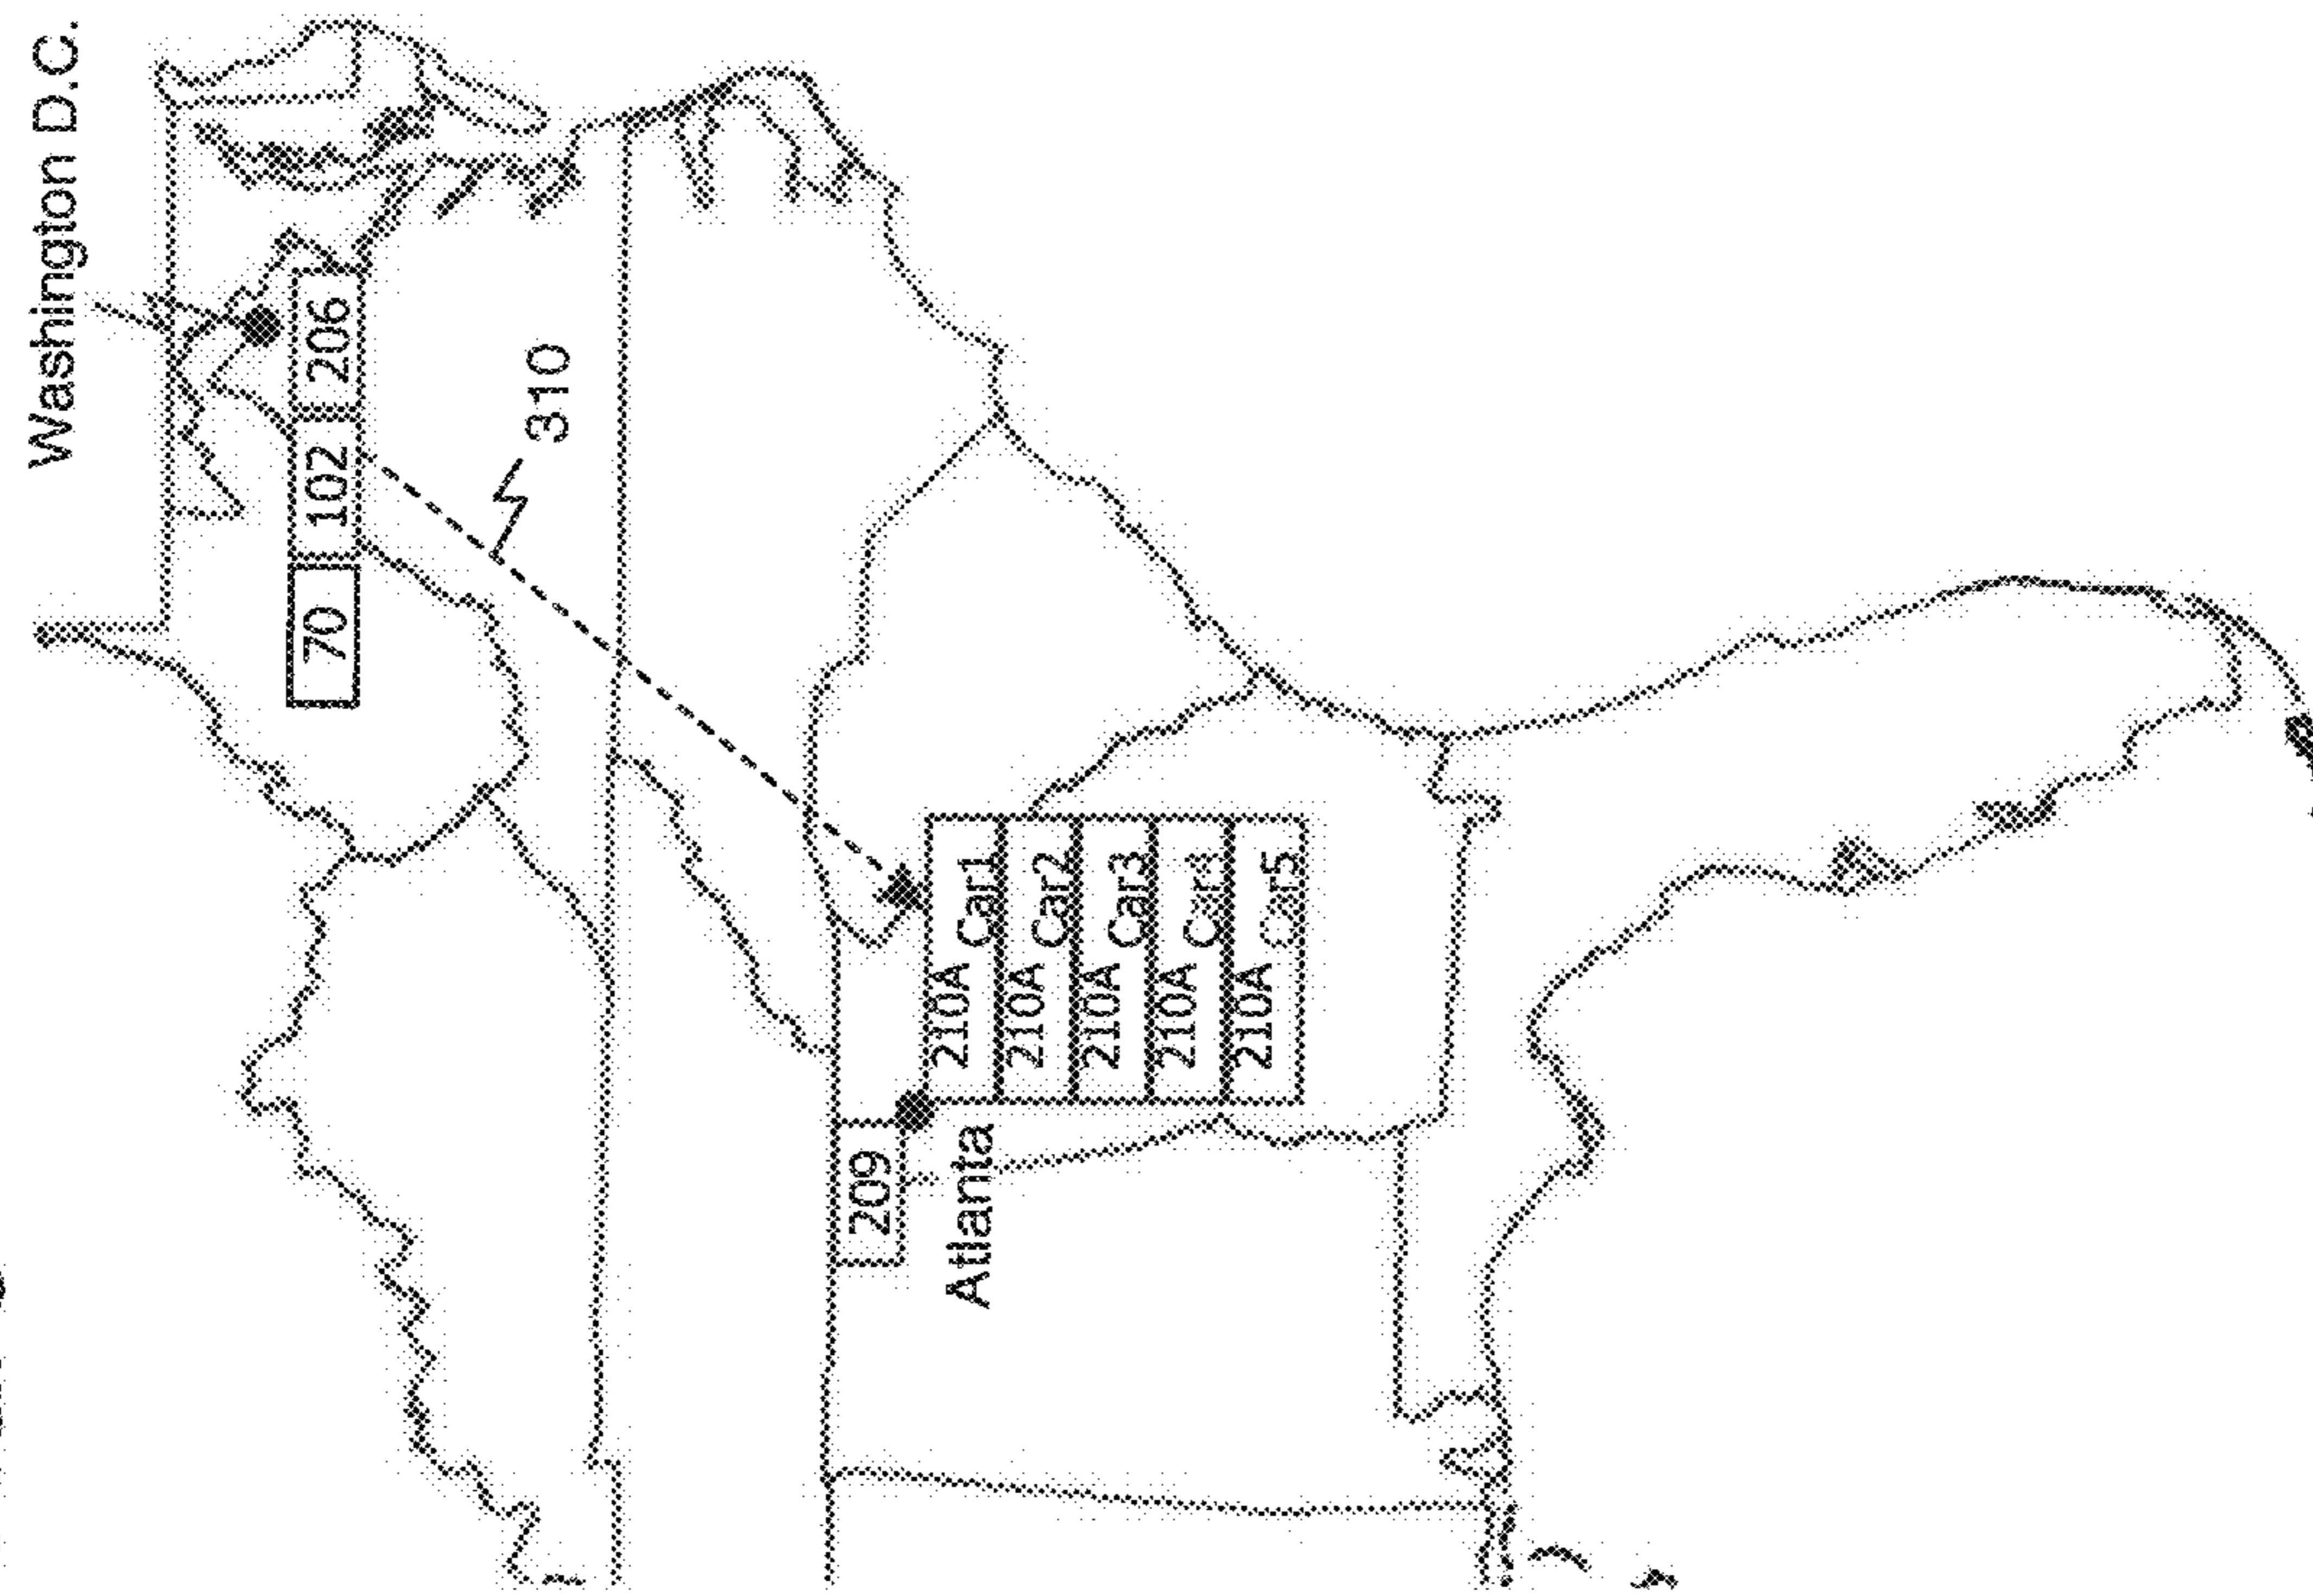 Washington D.C.
70 102 206
310
209
Atlanta
210A Car1
210A Car2
210A Car3
210A Car4
210A Car5